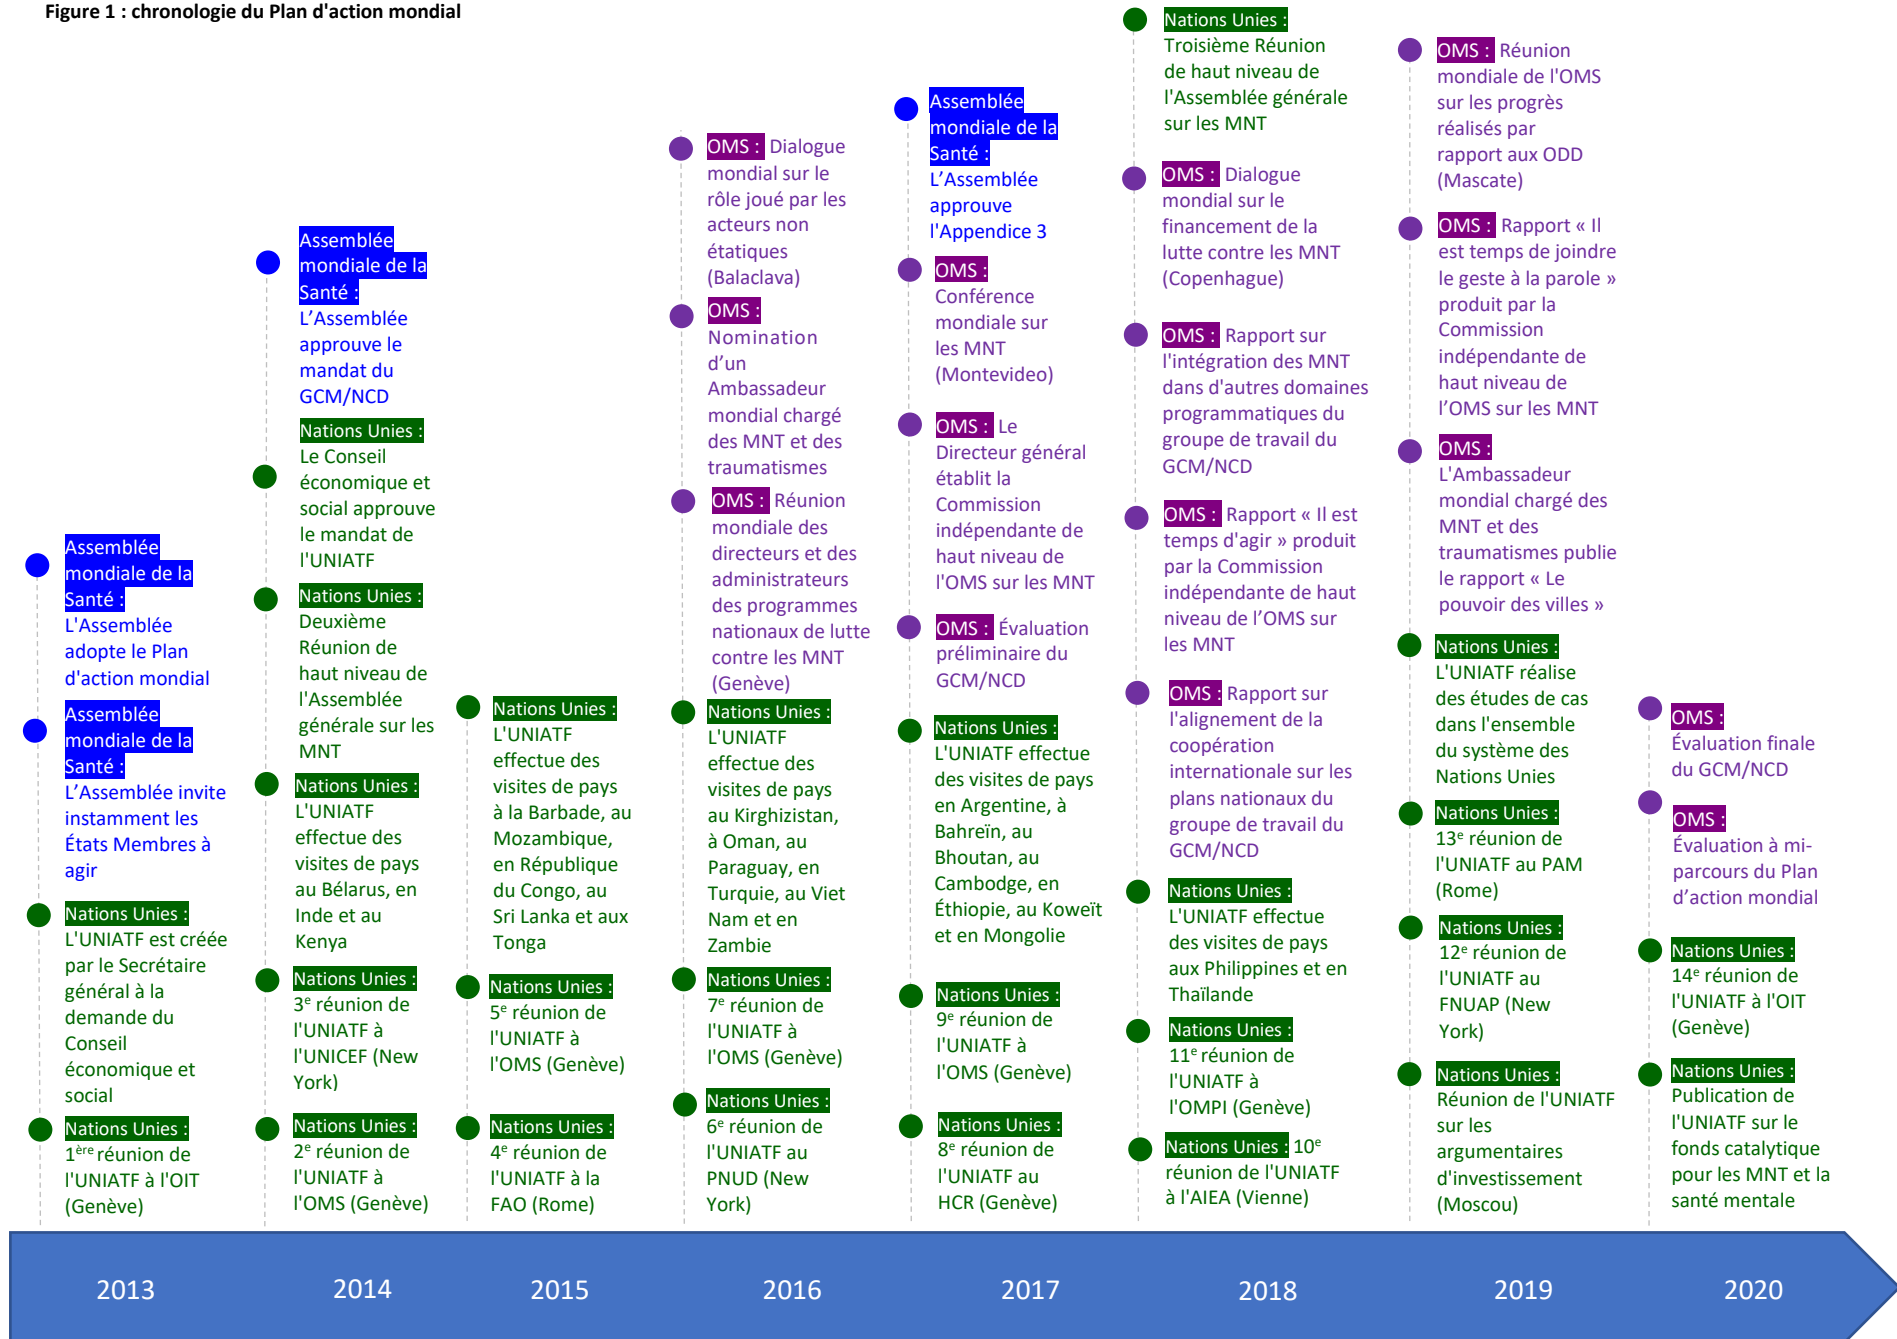 Figure 1 : chronologie du Plan d'action mondial
Assemblée
mondiale de la
Santé :
L'Assemblée
adopte le Plan
d'action mondial
Assemblée
mondiale de la
Santé :
L’Assemblée invite
instamment les
États Membres à
agir
Nations Unies :
L'UNIATF est créée
par le Secrétaire
général à la
demande du
Conseil
économique et
social
Nations Unies :
1ère réunion de
l'UNIATF à l'OIT
(Genève)
Assemblée
mondiale de la
Santé :
L’Assemblée
approuve le
mandat du
GCM/NCD
Nations Unies :
Le Conseil
économique et
social approuve
le mandat de
l'UNIATF
Nations Unies :
Deuxième
Réunion de
haut niveau de
l'Assemblée
générale sur les
MNT
Nations Unies :
L'UNIATF
effectue des
visites de pays
au Bélarus, en
Inde et au
Kenya
Nations Unies :
3e réunion de
l'UNIATF à
l'UNICEF (New
York)
Nations Unies :
2e réunion de
l'UNIATF à
l'OMS (Genève)
Nations Unies :
L'UNIATF
effectue des
visites de pays
à la Barbade, au
Mozambique,
en République
du Congo, au
Sri Lanka et aux
Tonga
Nations Unies :
5e réunion de
l'UNIATF à
l'OMS (Genève)
Nations Unies :
4e réunion de
l'UNIATF à la
FAO (Rome)
OMS : Dialogue
mondial sur le
rôle joué par les
acteurs non
étatiques
(Balaclava)
OMS :
Nomination
d’un
Ambassadeur
mondial chargé
des MNT et des
traumatismes
OMS : Réunion
mondiale des
directeurs et des
administrateurs
des programmes
nationaux de lutte
contre les MNT
(Genève)
Nations Unies :
L'UNIATF
effectue des
visites de pays
au Kirghizistan,
à Oman, au
Paraguay, en
Turquie, au Viet
Nam et en
Zambie
Nations Unies :
7e réunion de
l'UNIATF à
l'OMS (Genève)
Nations Unies :
6e réunion de
l'UNIATF au
PNUD (New
York)
Assemblée
mondiale de la
Santé :
L’Assemblée
approuve
l'Appendice 3
OMS :
Conférence
mondiale sur
les MNT
(Montevideo)
OMS : Le
Directeur général
établit la
Commission
indépendante de
haut niveau de
l'OMS sur les MNT
OMS : Évaluation
préliminaire du
GCM/NCD
Nations Unies :
L'UNIATF effectue
des visites de pays
en Argentine, à
Bahreïn, au
Bhoutan, au
Cambodge, en
Éthiopie, au Koweït
et en Mongolie
Nations Unies :
9e réunion de
l'UNIATF à
l'OMS (Genève)
Nations Unies :
8e réunion de
l'UNIATF au
HCR (Genève)
Nations Unies :
Troisième Réunion
de haut niveau de
l'Assemblée générale
sur les MNT
OMS : Dialogue
mondial sur le
financement de la
lutte contre les MNT
(Copenhague)
OMS : Rapport sur
l'intégration des MNT
dans d'autres domaines
programmatiques du
groupe de travail du
GCM/NCD
OMS : Rapport « Il est
temps d'agir » produit
par la Commission
indépendante de haut
niveau de l’OMS sur
les MNT
OMS : Rapport sur
l'alignement de la
coopération
internationale sur les
plans nationaux du
groupe de travail du
GCM/NCD
Nations Unies :
L'UNIATF effectue
des visites de pays
aux Philippines et en
Thaïlande
Nations Unies :
11e réunion de
l'UNIATF à
l'OMPI (Genève)
Nations Unies : 10e
réunion de l'UNIATF
à l'AIEA (Vienne)
OMS : Réunion
mondiale de l'OMS
sur les progrès
réalisés par
rapport aux ODD
(Mascate)
OMS : Rapport « Il
est temps de joindre
le geste à la parole »
produit par la
Commission
indépendante de
haut niveau de
l’OMS sur les MNT
OMS :
L'Ambassadeur
mondial chargé des
MNT et des
traumatismes publie
le rapport « Le
pouvoir des villes »
Nations Unies :
L'UNIATF réalise
des études de cas
dans l'ensemble
du système des
Nations Unies
Nations Unies :
13e réunion de
l'UNIATF au PAM
(Rome)
Nations Unies :
12e réunion de
l'UNIATF au
FNUAP (New
York)
Nations Unies :
Réunion de l'UNIATF
sur les
argumentaires
d'investissement
(Moscou)
OMS :
Évaluation finale
du GCM/NCD
OMS :
Évaluation à mi-
parcours du Plan
d’action mondial
Nations Unies :
14e réunion de
l'UNIATF à l'OIT
(Genève)
Nations Unies :
Publication de
l'UNIATF sur le
fonds catalytique
pour les MNT et la
santé mentale
2013
2014
2015
2016
2017
2018
2019
2020